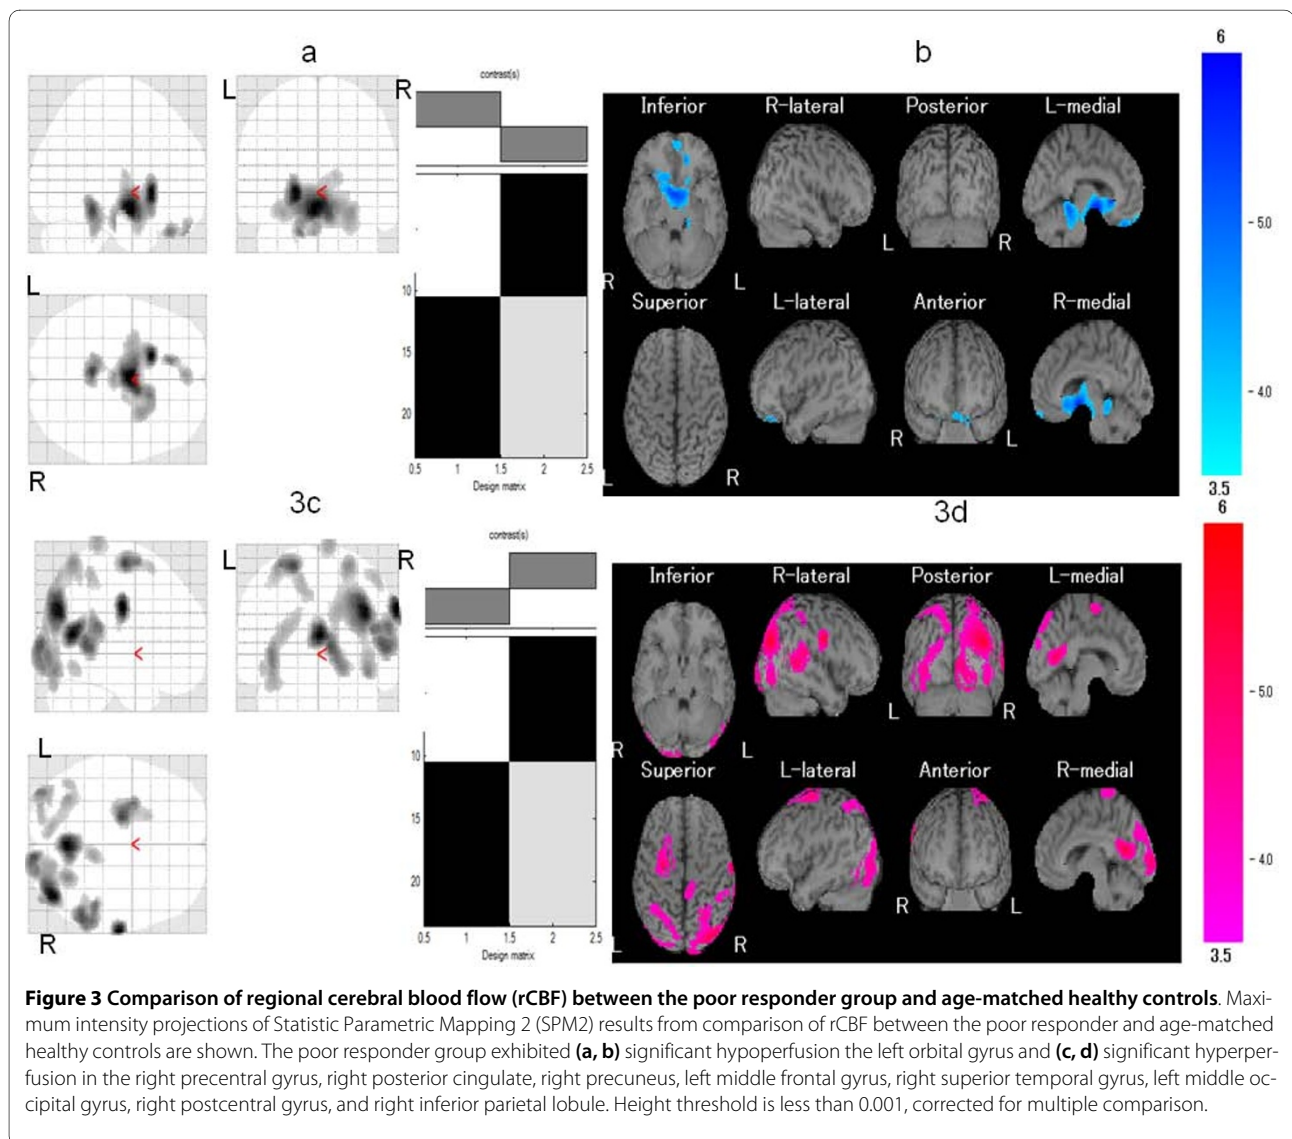 a
b
L
R
contrast(s)
10
15
20
0.5 1 1.5 2 2.5
Design matrix
L
R
Inferior R-lateral Posterior L-medial
L R
R L
Superior L-lateral Anterior R-medial
R L
L R
6
5.0
4.0
3.5
3c
3d
L
R
contrast(s)
10
15
20
0.5 1 1.5 2 2.5
Design matrix
L
R
Inferior R-lateral Posterior L-medial
L R
R L
Superior L-lateral Anterior R-medial
R L
L R
6
5.0
4.0
3.5
Figure 3 Comparison of regional cerebral blood flow (rCBF) between the poor responder group and age-matched healthy controls. Maxi-
mum intensity projections of Statistic Parametric Mapping 2 (SPM2) results from comparison of rCBF between the poor responder and age-matched
healthy controls are shown. The poor responder group exhibited (a, b) significant hypoperfusion the left orbital gyrus and (c, d) significant hyperper-
fusion in the right precentral gyrus, right posterior cingulate, right precuneus, left middle frontal gyrus, right superior temporal gyrus, left middle oc-
cipital gyrus, right postcentral gyrus, and right inferior parietal lobule. Height threshold is less than 0.001, corrected for multiple comparison.